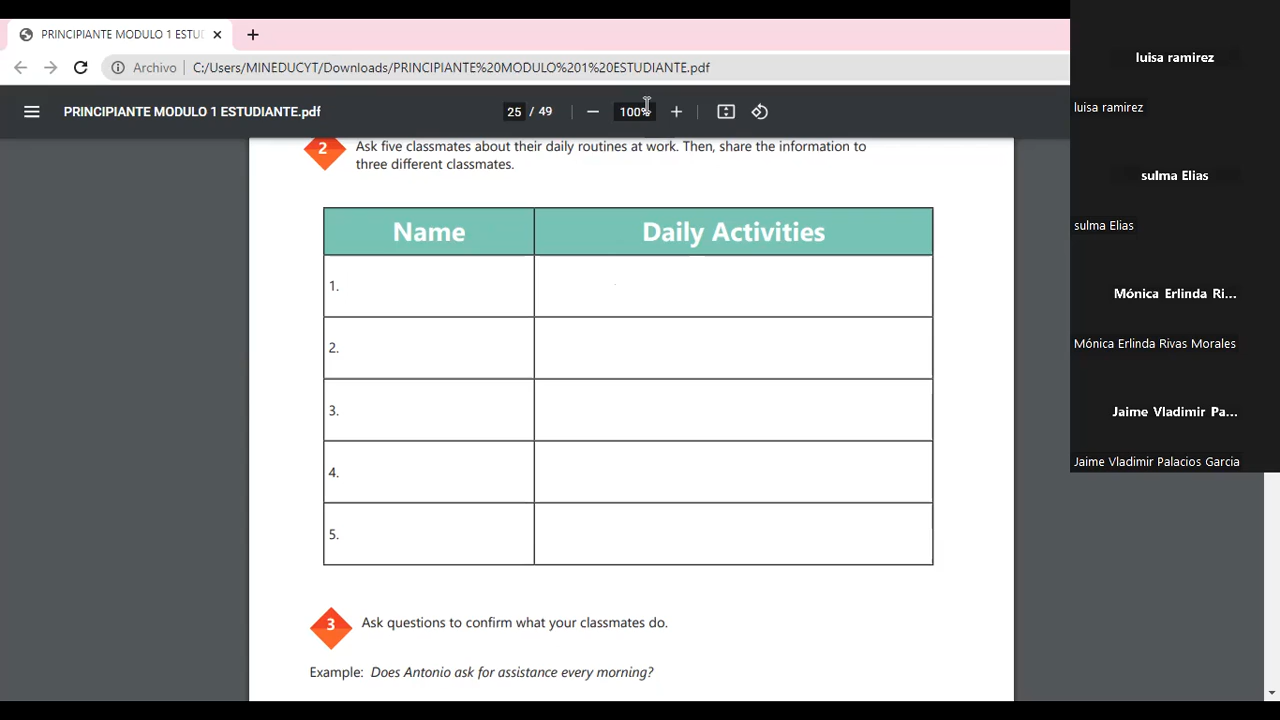 PRINCIPIANTE MODULO 1 ESTU
Archivo C:/Users/MINEDUCYT/Downloads/PRINCIPIANTE%20MODULO%201%20ESTUDIANTE.pdf
PRINCIPIANTE MODULO 1 ESTUDIANTE.pdf
25 / 49
100%
2 Ask five classmates about their daily routines at work. Then, share the information to
three different classmates.
Name Daily Activities
1.
2.
3.
4.
5.
3 Ask questions to confirm what your classmates do.
Example: Does Antonio ask for assistance every morning?
luisa ramirez
luisa ramirez
sulma Elias
sulma Elias
Mónica Erlinda Ri...
Mónica Erlinda Rivas Morales
Jaime Vladimir Pa...
Jaime Vladimir Palacios Garcia